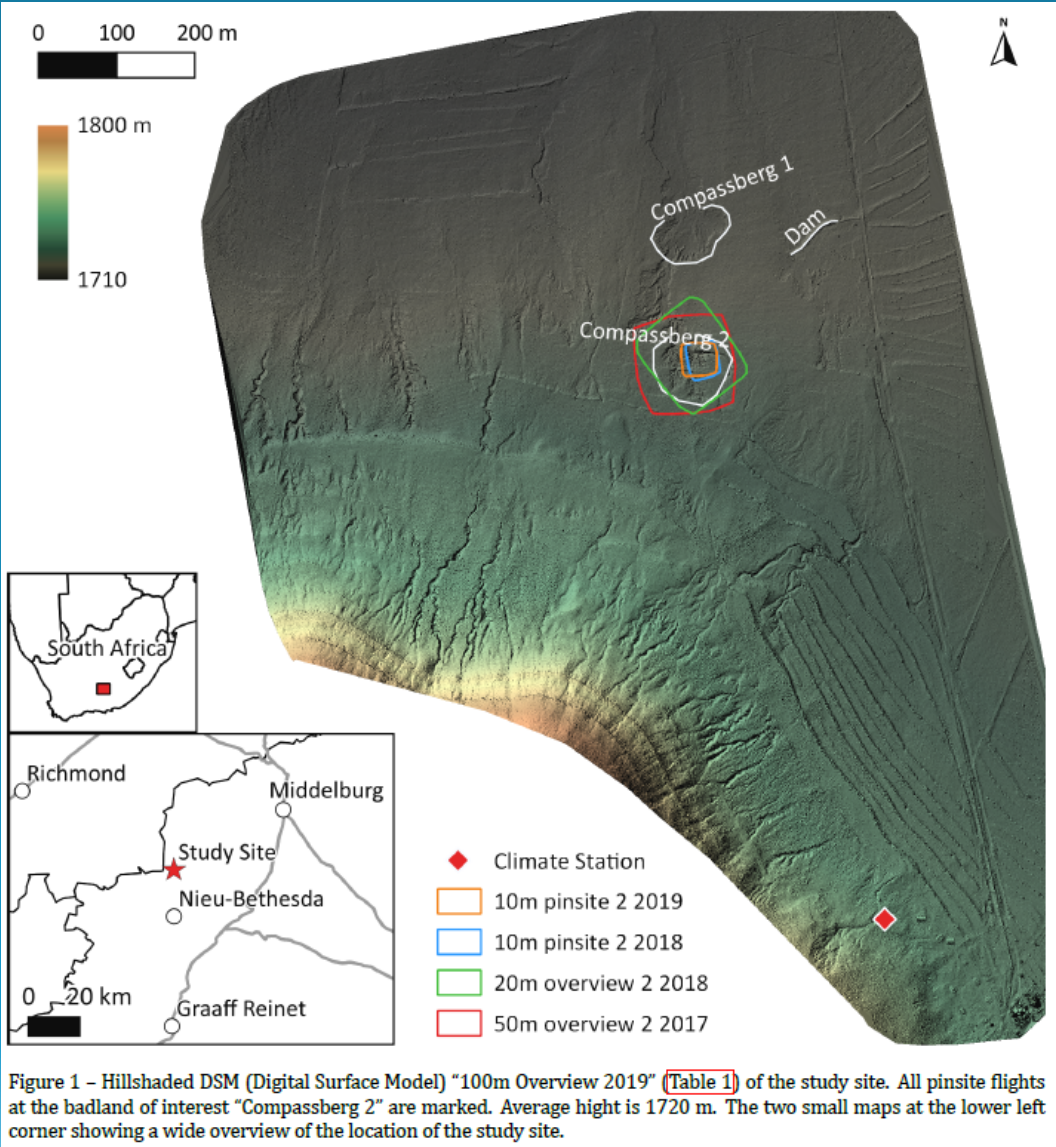 0 100 200 m
N
1800 m
1710
Compassberg 1
Dam
Compassberg 2
South Africa
Richmond
Middelburg
Study Site
Nieu-Bethesda
0 20 km
Graaff Reinet
Climate Station
10m pinsite 2 2019
10m pinsite 2 2018
20m overview 2 2018
50m overview 2 2017
Figure 1 – Hillshaded DSM (Digital Surface Model) “100m Overview 2019” (Table 1) of the study site. All pinsite flights
at the badland of interest “Compassberg 2” are marked. Average hight is 1720 m. The two small maps at the lower left
corner showing a wide overview of the location of the study site.